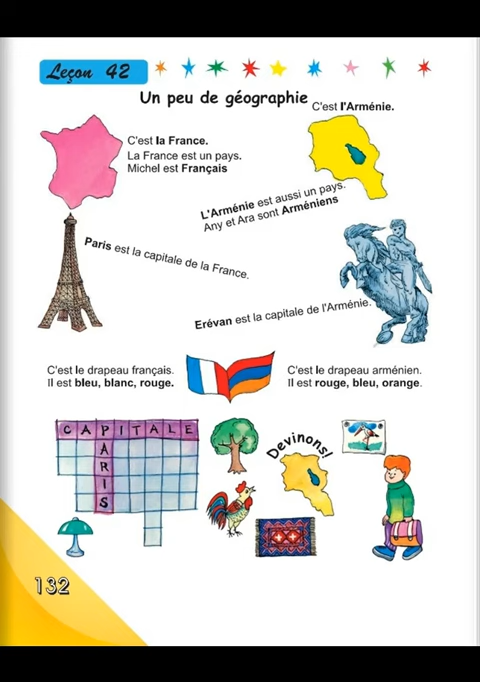 Leçon 42
Un peu de géographie
C'est la France.
La France est un pays.
Michel est Français
C'est l'Arménie.
L'Arménie est aussi un pays.
Any et Ara sont Arméniens
Paris est la capitale de la France.
Erévan est la capitale de l'Arménie.
C'est le drapeau français.
Il est bleu, blanc, rouge.
C'est le drapeau arménien.
Il est rouge, bleu, orange.
CAPITALE
PARIS
Devinons!
132